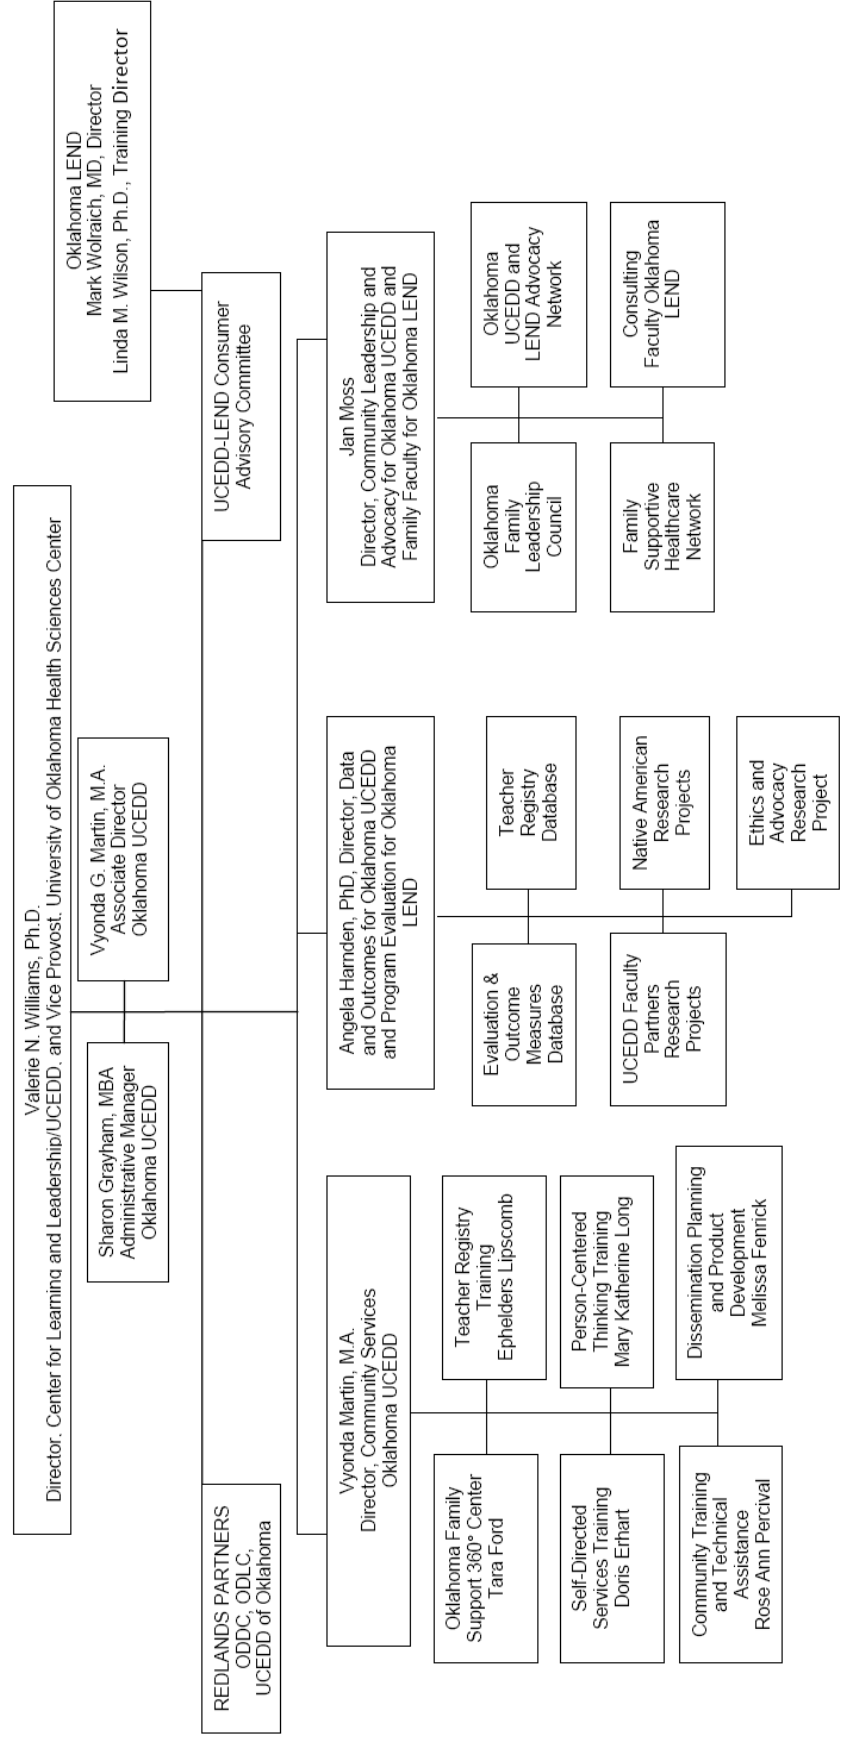 Valerie N. Williams, Ph.D.
Director, Center for Learning and Leadership/UCEDD, and Vice Provost, University of Oklahoma Health Sciences Center
Oklahoma LEND
Mark Wolraich, MD, Director
Linda M. Wilson, Ph.D., Training Director
Sharon Grayham, MBA
Administrative Manager
Oklahoma UCEDD
Vyonda G. Martin, M.A.
Associate Director
Oklahoma UCEDD
REDLANDS PARTNERS
ODDC, ODLC,
UCEDD of Oklahoma
UCEDD-LEND Consumer
Advisory Committee
Vyonda Martin, M.A.
Director, Community Services
Oklahoma UCEDD
Oklahoma Family
Support 360° Center
Tara Ford
Teacher Registry
Training
Ephelders Lipscomb
Self-Directed
Services Training
Doris Erhart
Person-Centered
Thinking Training
Mary Katherine Long
Community Training
and Technical
Assistance
Rose Ann Percival
Dissemination Planning
and Product
Development
Melissa Fenrick
Angela Harnden, PhD, Director, Data
and Outcomes for Oklahoma UCEDD
and Program Evaluation for Oklahoma
LEND
Evaluation &
Outcome
Measures
Database
Teacher
Registry
Database
UCEDD Faculty
Partners
Research
Projects
Native American
Research
Projects
Ethics and
Advocacy
Research
Project
Jan Moss
Director, Community Leadership and
Advocacy for Oklahoma UCEDD and
Family Faculty for Oklahoma LEND
Oklahoma
Family
Leadership
Council
Oklahoma
UCEDD and
LEND Advocacy
Network
Family
Supportive
Healthcare
Network
Consulting
Faculty Oklahoma
LEND